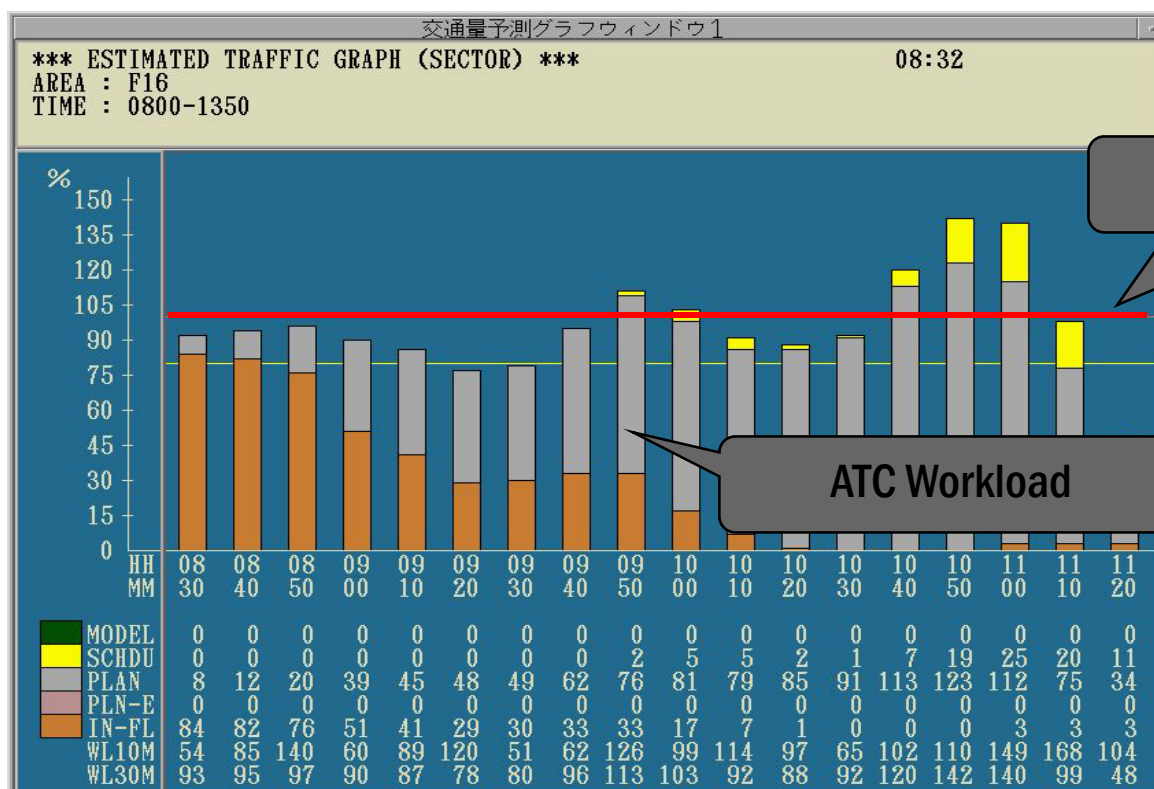 交通量予測グラフウィンドウ1
*** ESTIMATED TRAFFIC GRAPH (SECTOR) *** 08:32
AREA : F16
TIME : 0800-1350
%
150
135
120
105
90
75
60
45
30
15
0
ATC Workload
HH 08 08 08 09 09 09 09 09 09 10 10 10 10 10 10 11 11 11
MM 30 40 50 00 10 20 30 40 50 00 10 20 30 40 50 00 10 20
MODEL 0 0 0 0 0 0 0 0 0 0 0 0 0 0 0 0 0 0
SCHDU 0 0 0 0 0 0 0 0 2 5 5 2 1 7 19 25 20 11
PLAN 8 12 20 39 45 48 49 62 76 81 79 85 91 113 123 112 75 34
PLN-E 0 0 0 0 0 0 0 0 0 0 0 0 0 0 0 0 0 0
IN-FL 84 82 76 51 41 29 30 33 33 17 7 1 0 0 0 3 3 3
WL10M 54 85 140 60 89 120 51 62 126 99 114 97 65 102 110 149 168 104
WL30M 93 95 97 90 87 78 80 96 113 103 92 88 92 120 142 140 99 48